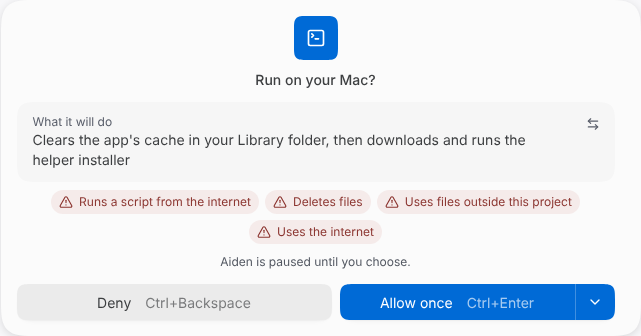 Run on your Mac?
What it will do
Clears the app's cache in your Library folder, then downloads and runs the
helper installer
Runs a script from the internet
Deletes files
Uses files outside this project
Uses the internet
Aiden is paused until you choose.
Deny Ctrl+Backspace
Allow once Ctrl+Enter